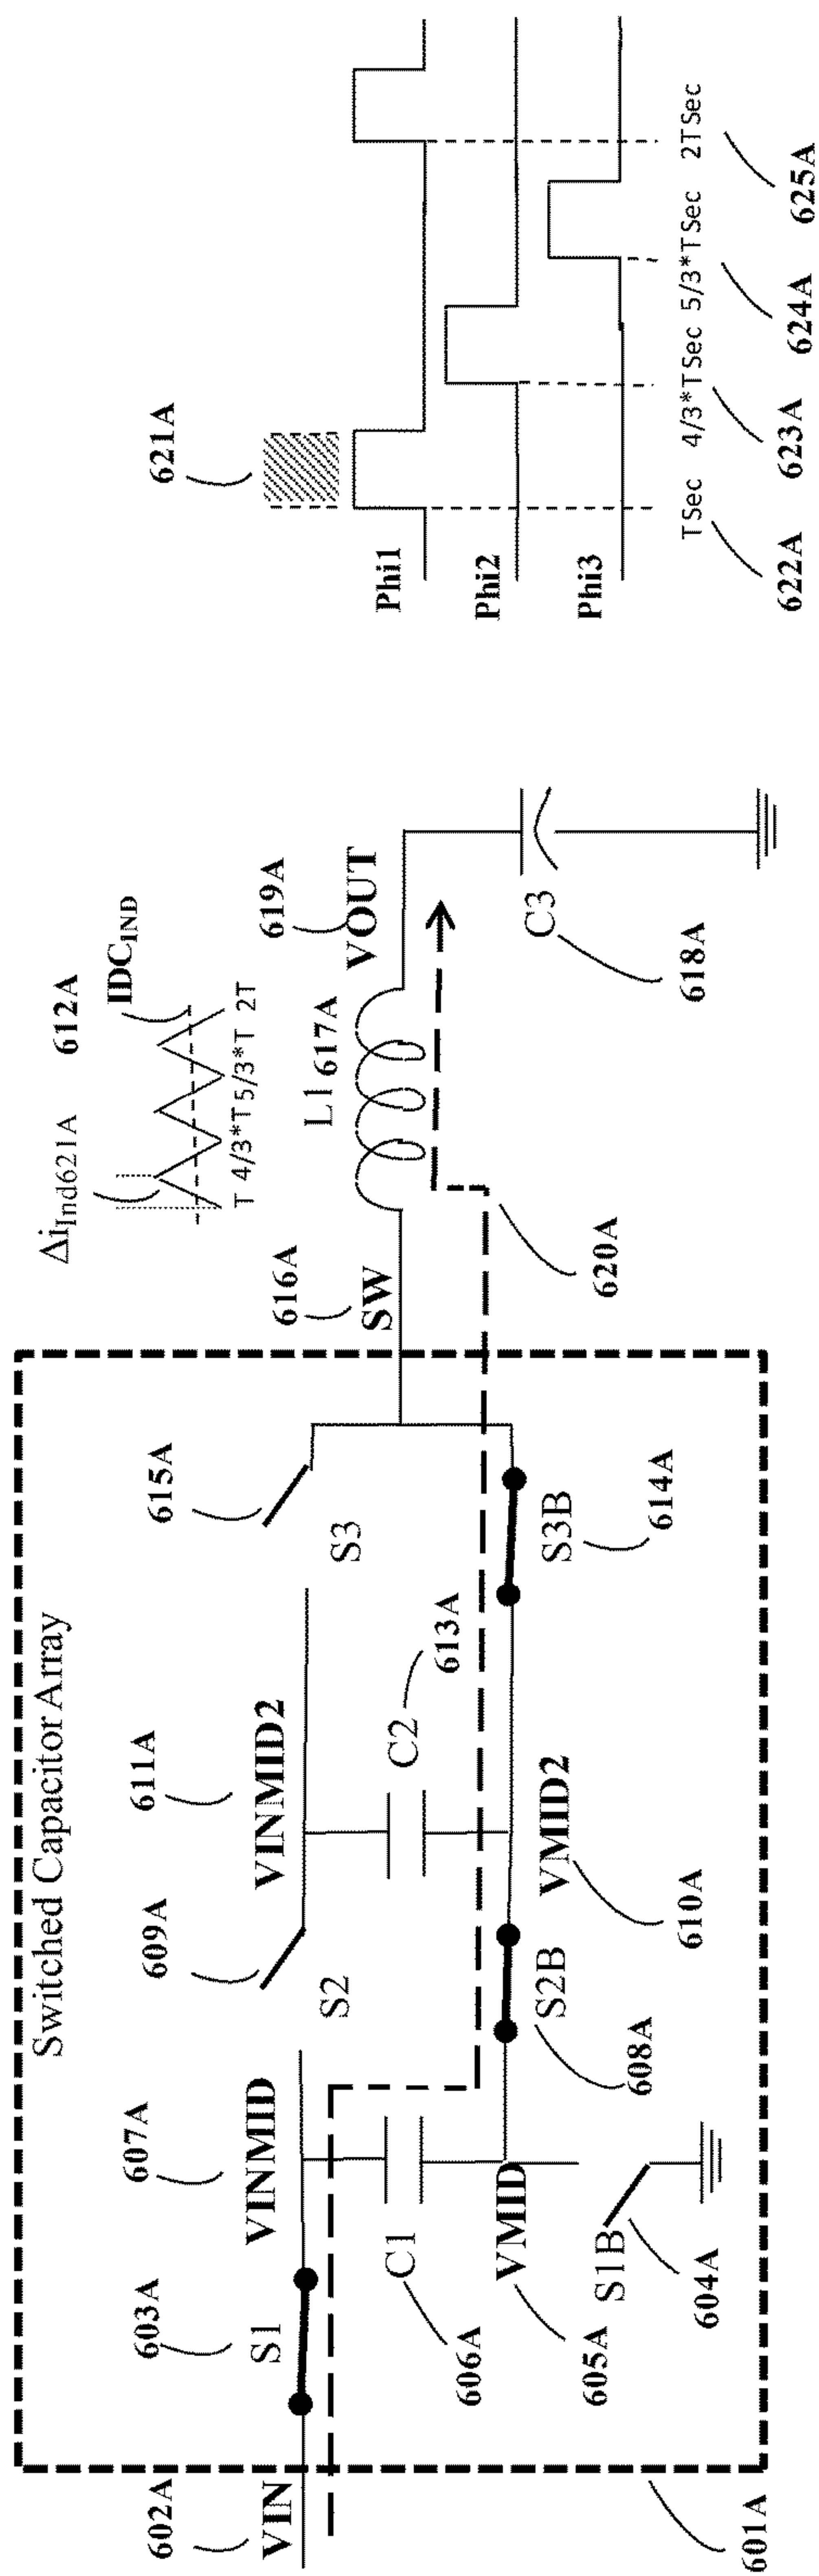 Switched Capacitor Array
602A
VIN
603A
S1
607A
VINMID
609A
S2
611A
VINMID2
615A
S3
616A
SW
C1
606A
VMID
605A
S1B
604A
S2B
608A
C2
613A
VMID2
610A
S3B
614A
601A
620A
L1
617A
VOUT
619A
C3
618A
ΔiInd621A
612A
IDCIND
T 4/3*T 5/3*T 2T
621A
Phi1
Phi2
Phi3
TSec 4/3*TSec 5/3*TSec 2TSec
622A
623A
624A
625A